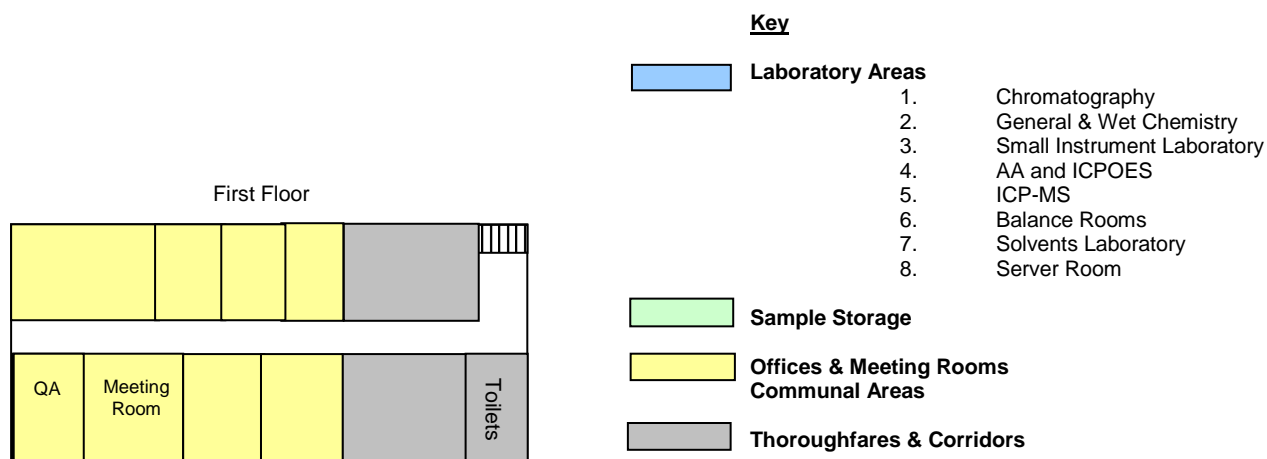 First Floor
QA
Meeting
Room
Toilets
Key
Laboratory Areas
1. Chromatography
2. General & Wet Chemistry
3. Small Instrument Laboratory
4. AA and ICPOES
5. ICP-MS
6. Balance Rooms
7. Solvents Laboratory
8. Server Room
Sample Storage
Offices & Meeting Rooms
Communal Areas
Thoroughfares & Corridors